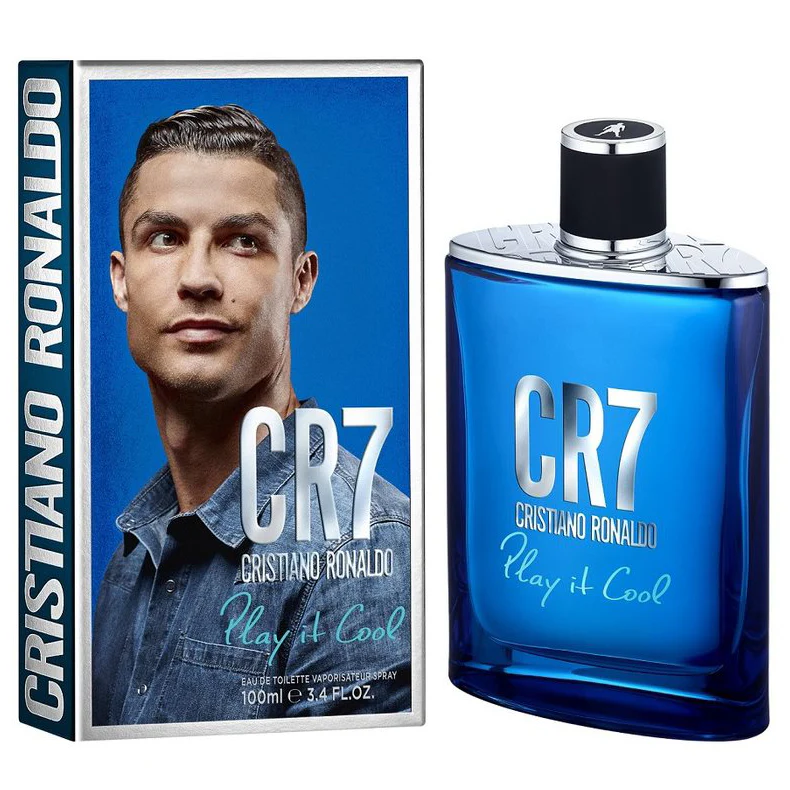 CRISTIANO RONALDO
CR7
CRISTIANO RONALDO
Play it Cool
EAU DE TOILETTE VAPORISATEUR SPRAY
100ml ℮ 3.4 FL.OZ.
CR7
CRISTIANO RONALDO
Play it Cool